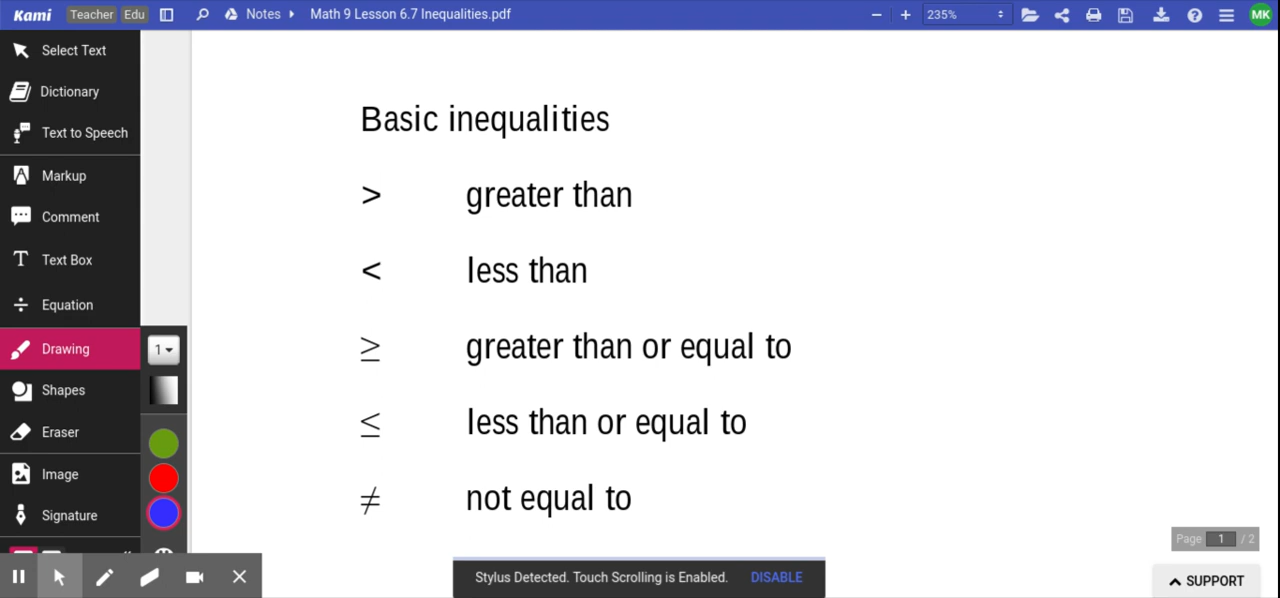 Kami Teacher Edu Notes Math 9 Lesson 6.7 Inequalities.pdf 235% MK
Select Text
Dictionary
Text to Speech
Markup
Comment
Text Box
Equation
Drawing
1
Shapes
Eraser
Image
Signature
Basic inequalities
> greater than
< less than
≥ greater than or equal to
≤ less than or equal to
≠ not equal to
Page 1 / 2
Stylus Detected. Touch Scrolling is Enabled. DISABLE
SUPPORT